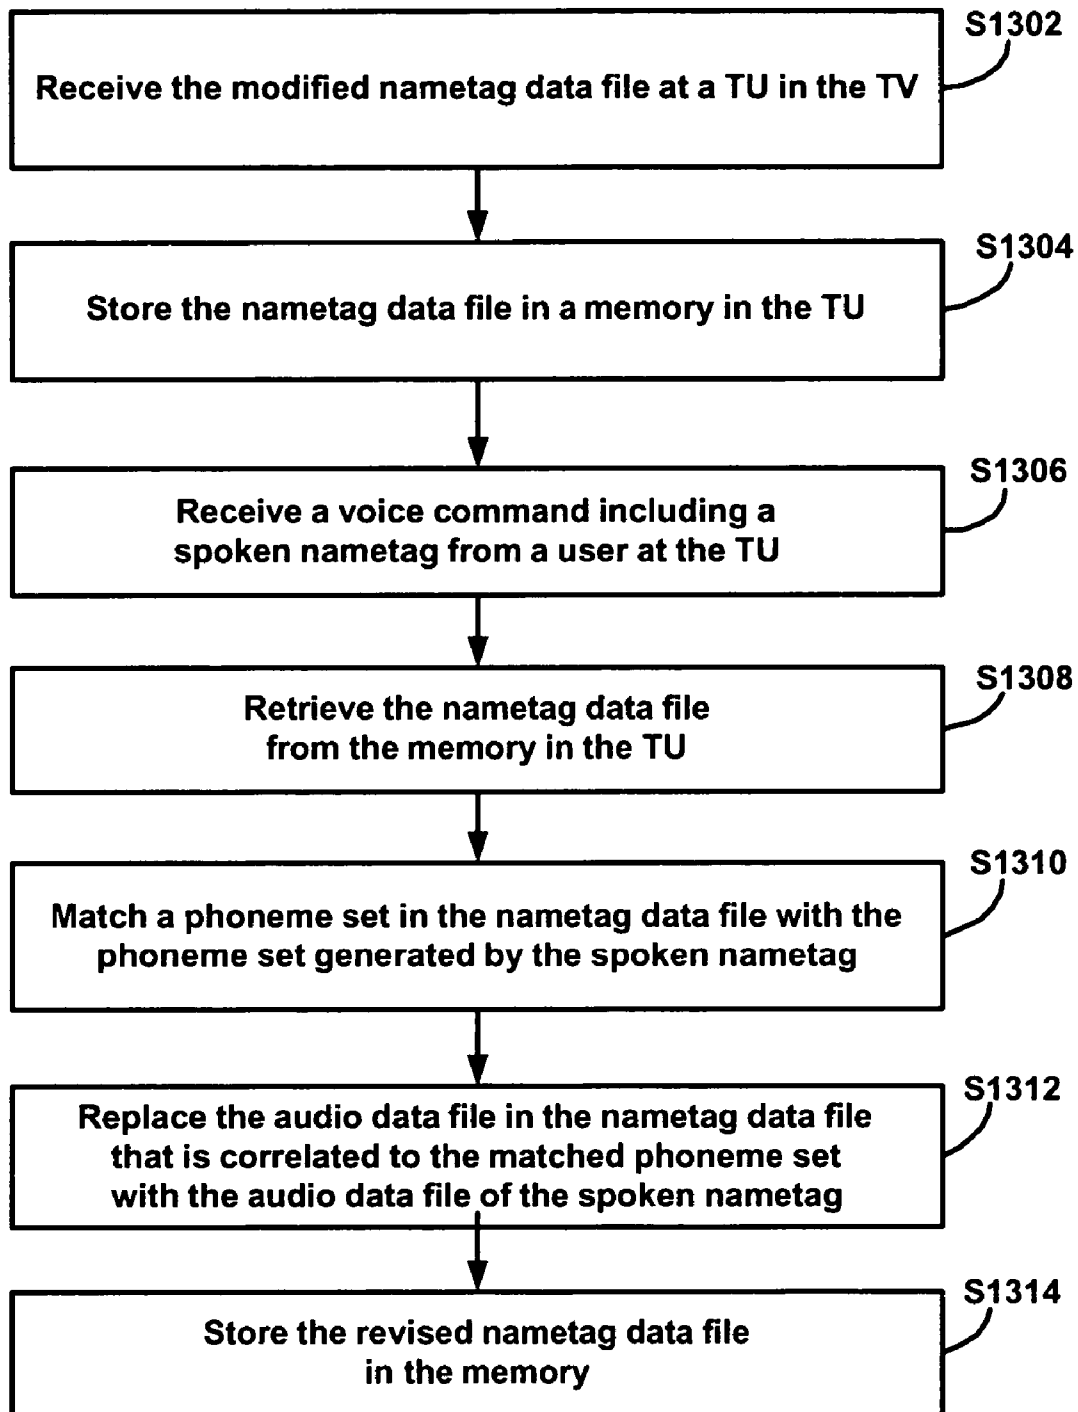 S1302
Receive the modified nametag data file at a TU in the TV
S1304
Store the nametag data file in a memory in the TU
S1306
Receive a voice command including a
spoken nametag from a user at the TU
S1308
Retrieve the nametag data file
from the memory in the TU
S1310
Match a phoneme set in the nametag data file with the
phoneme set generated by the spoken nametag
S1312
Replace the audio data file in the nametag data file
that is correlated to the matched phoneme set
with the audio data file of the spoken nametag
S1314
Store the revised nametag data file
in the memory